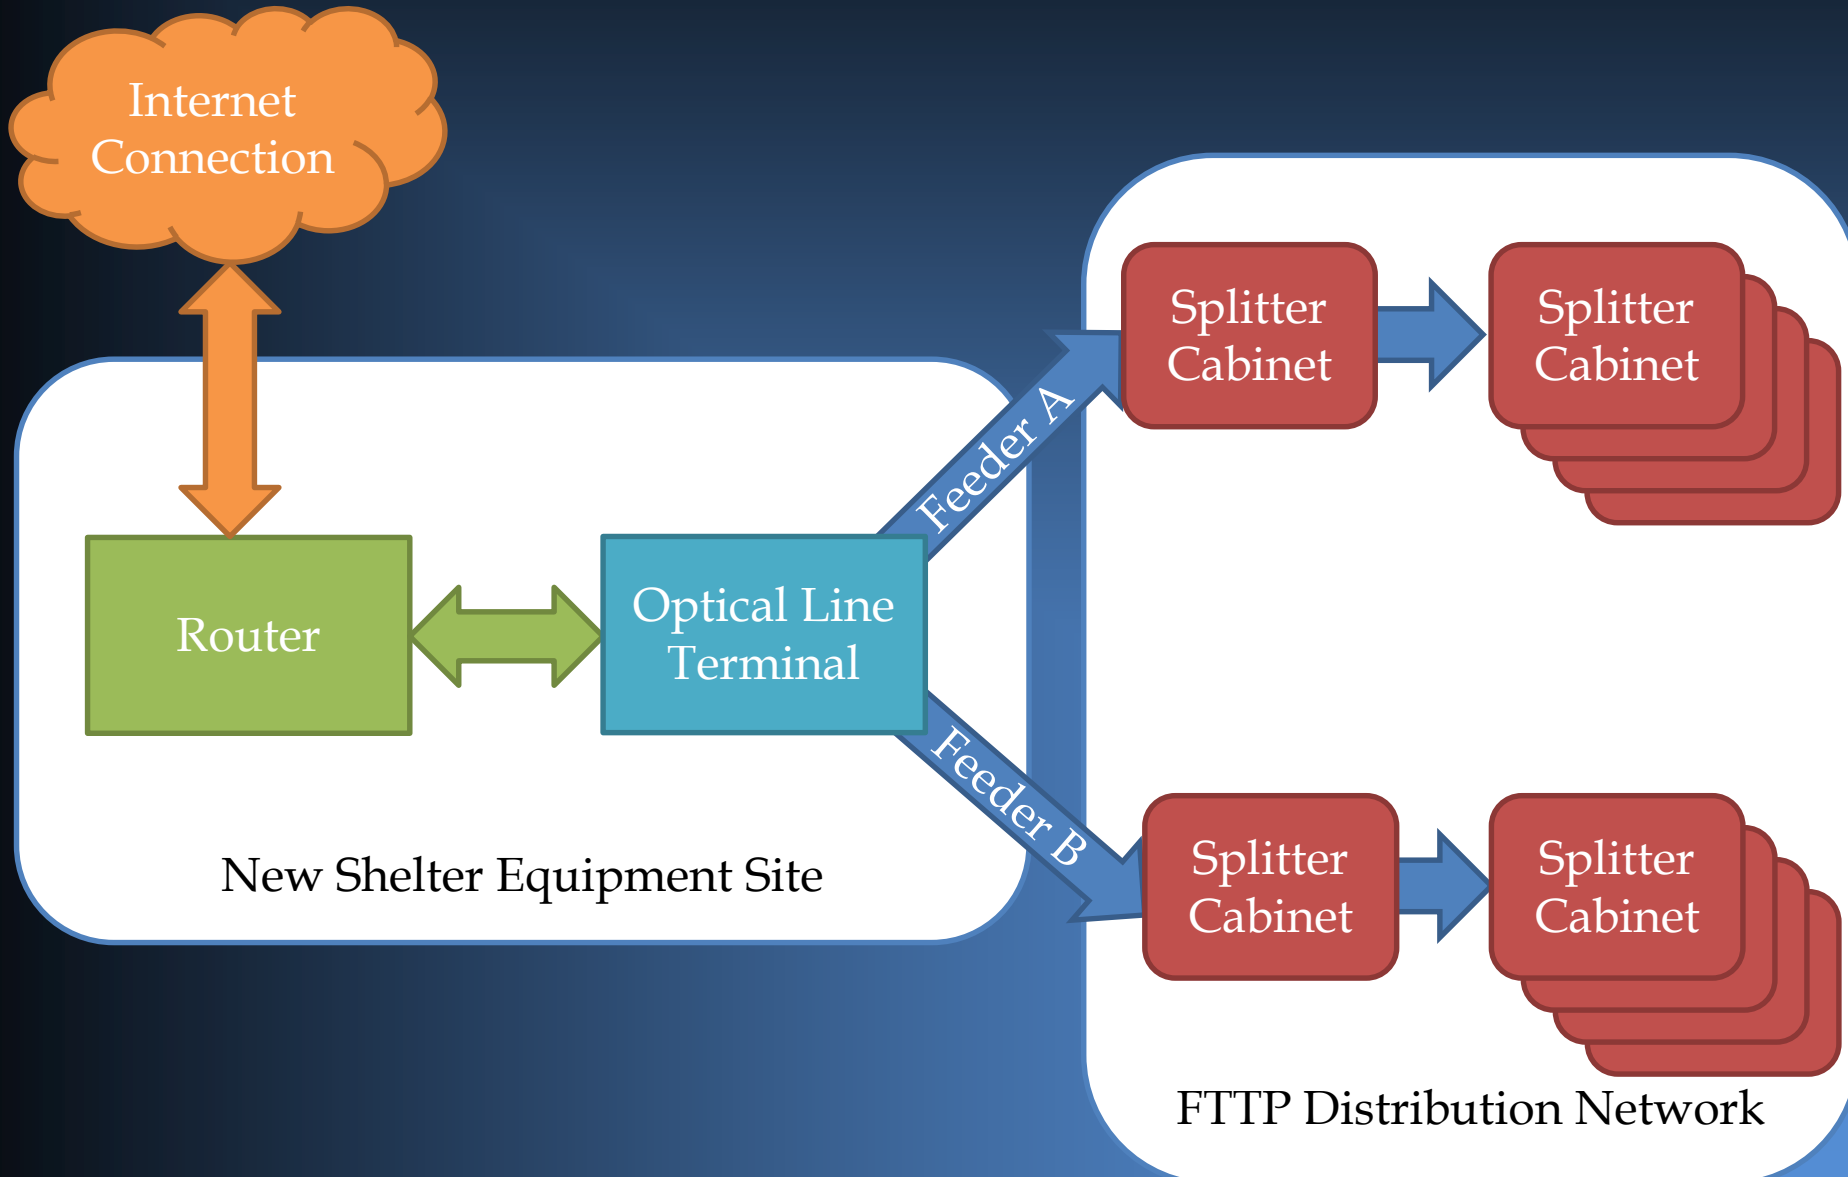 Internet
Connection
Router
Optical Line
Terminal
New Shelter Equipment Site
Feeder A
Feeder B
Splitter
Cabinet
Splitter
Cabinet
Splitter
Cabinet
Splitter
Cabinet
FTTP Distribution Network